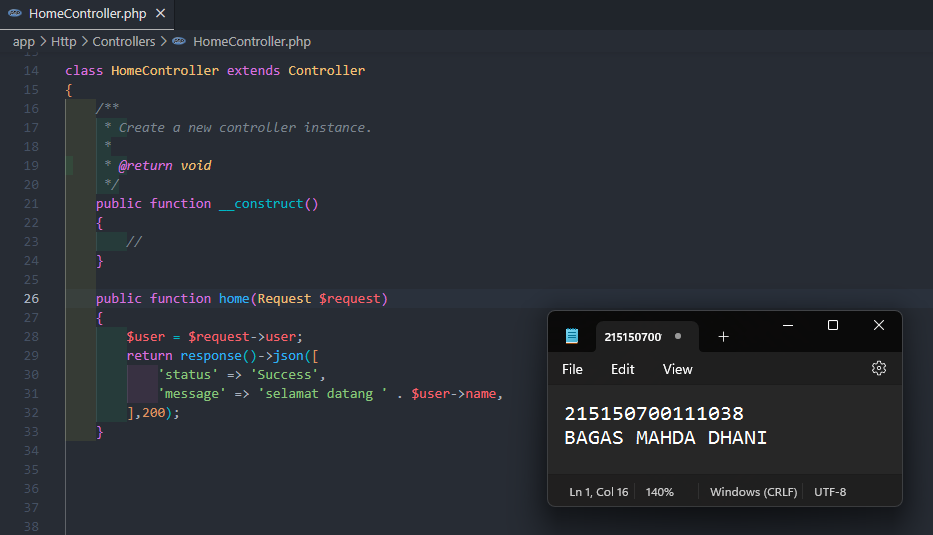 HomeController.php
app > Http > Controllers > HomeController.php
13
14 class HomeController extends Controller
15 {
16 /**
17 * Create a new controller instance.
18 *
19 * @return void
20 */
21 public function __construct()
22 {
23 //
24 }
25
26 public function home(Request $request)
27 {
28 $user = $request->user;
29 return response()->json([
30 'status' => 'Success',
31 'message' => 'selamat datang ' . $user->name,
32 ],200);
33 }
34
35
36
37
38
215150700
File Edit View
215150700111038
BAGAS MAHDA DHANI
Ln 1, Col 16 140% Windows (CRLF) UTF-8